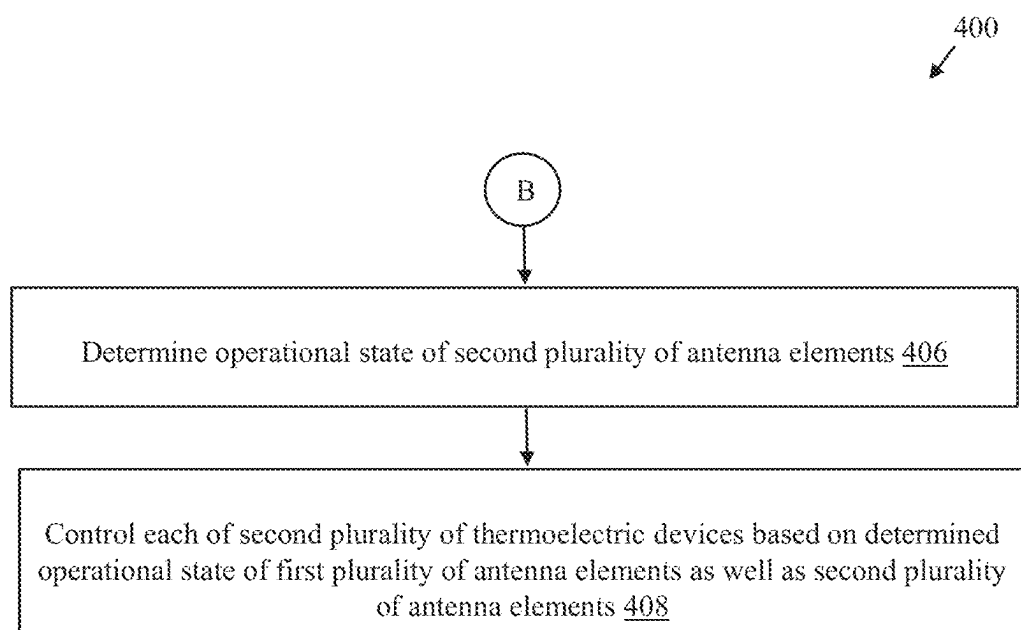 400
B
Determine operational state of second plurality of antenna elements 406
Control each of second plurality of thermoelectric devices based on determined
operational state of first plurality of antenna elements as well as second plurality
of antenna elements 408